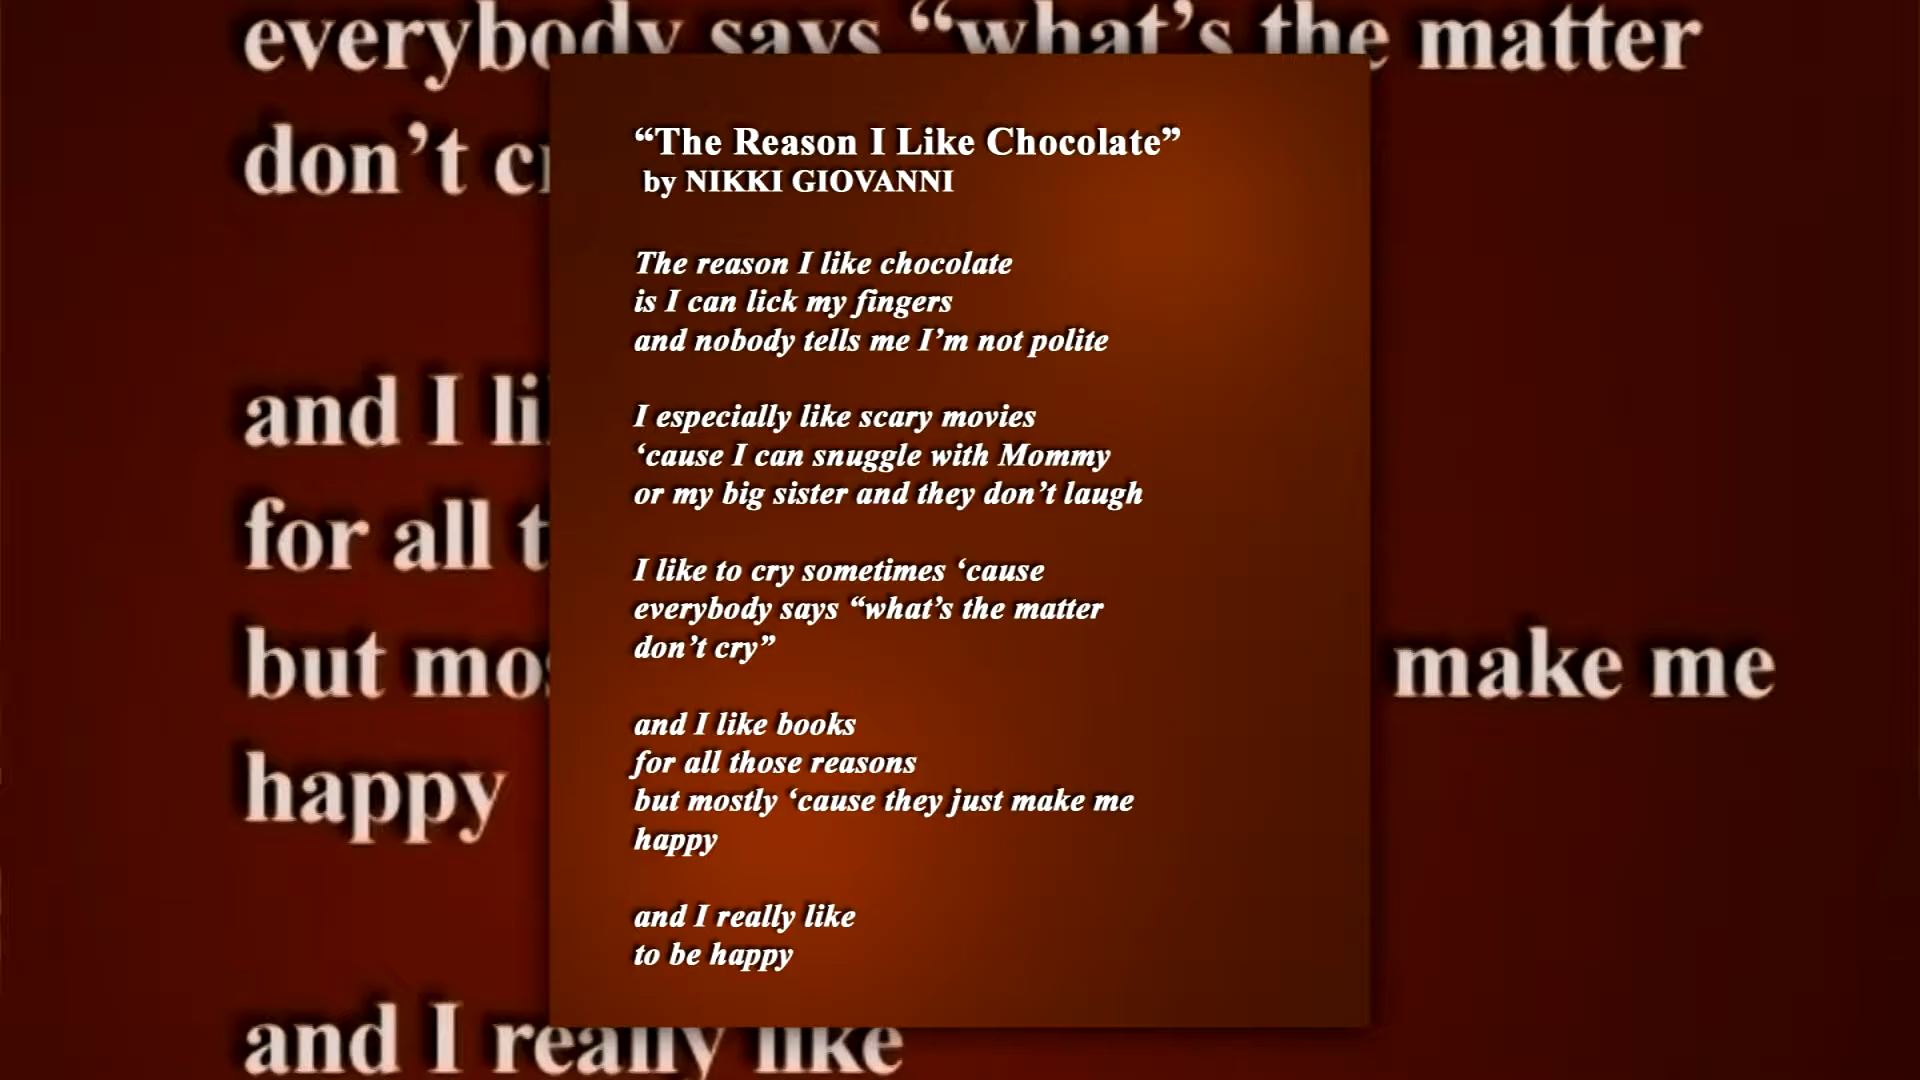 everybody says “what’s the matter
don’t
and I
for all
but
make me
happy
and I really like
“The Reason I Like Chocolate”
by NIKKI GIOVANNI
The reason I like chocolate
is I can lick my fingers
and nobody tells me I’m not polite
I especially like scary movies
‘cause I can snuggle with Mommy
or my big sister and they don’t laugh
I like to cry sometimes ‘cause
everybody says “what’s the matter
don’t cry”
and I like books
for all those reasons
but mostly ‘cause they just make me
happy
and I really like
to be happy